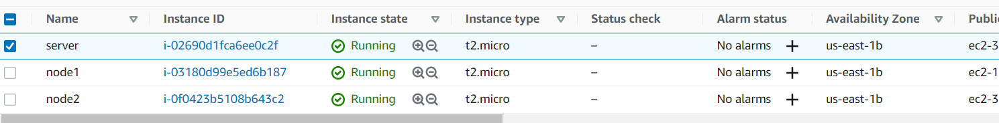 Name Instance ID Instance state Instance type Status check Alarm status Availability Zone Public
server i-02690d1fca6ee0c2f Running t2.micro – No alarms + us-east-1b ec2-3
node1 i-03180d99e5ed6b187 Running t2.micro – No alarms + us-east-1b ec2-1
node2 i-0f0423b5108b643c2 Running t2.micro – No alarms + us-east-1b ec2-3